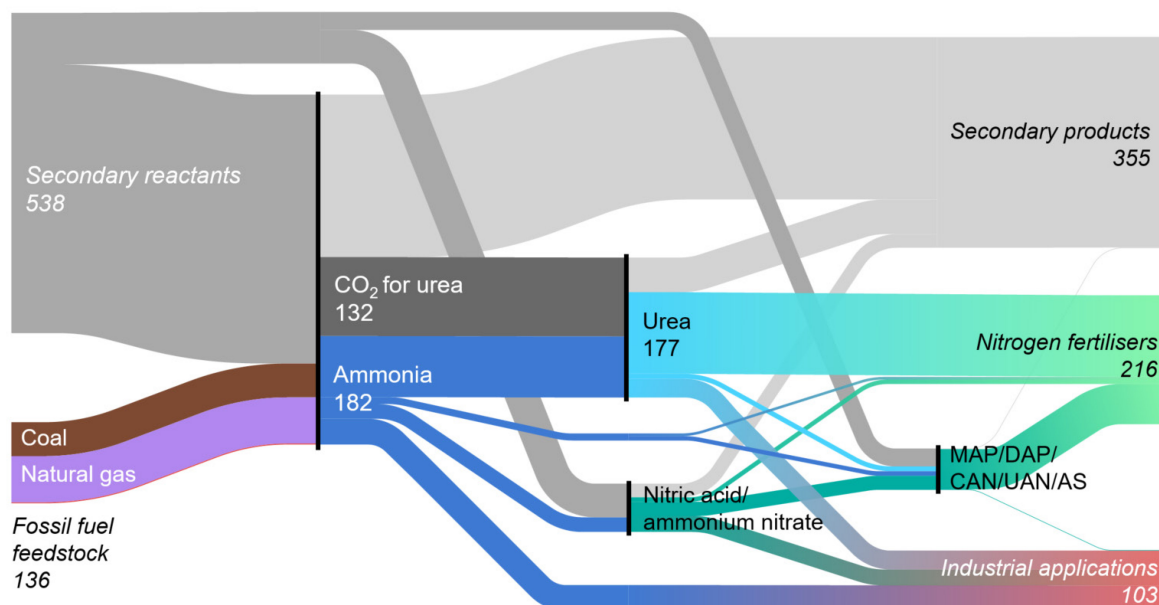 Secondary reactants
538
Coal
Natural gas
Fossil fuel
feedstock
136
CO₂ for urea
132
Ammonia
182
Urea
177
Nitric acid/
ammonium nitrate
MAP/DAP/
CAN/UAN/AS
Secondary products
355
Nitrogen fertilisers
216
Industrial applications
103